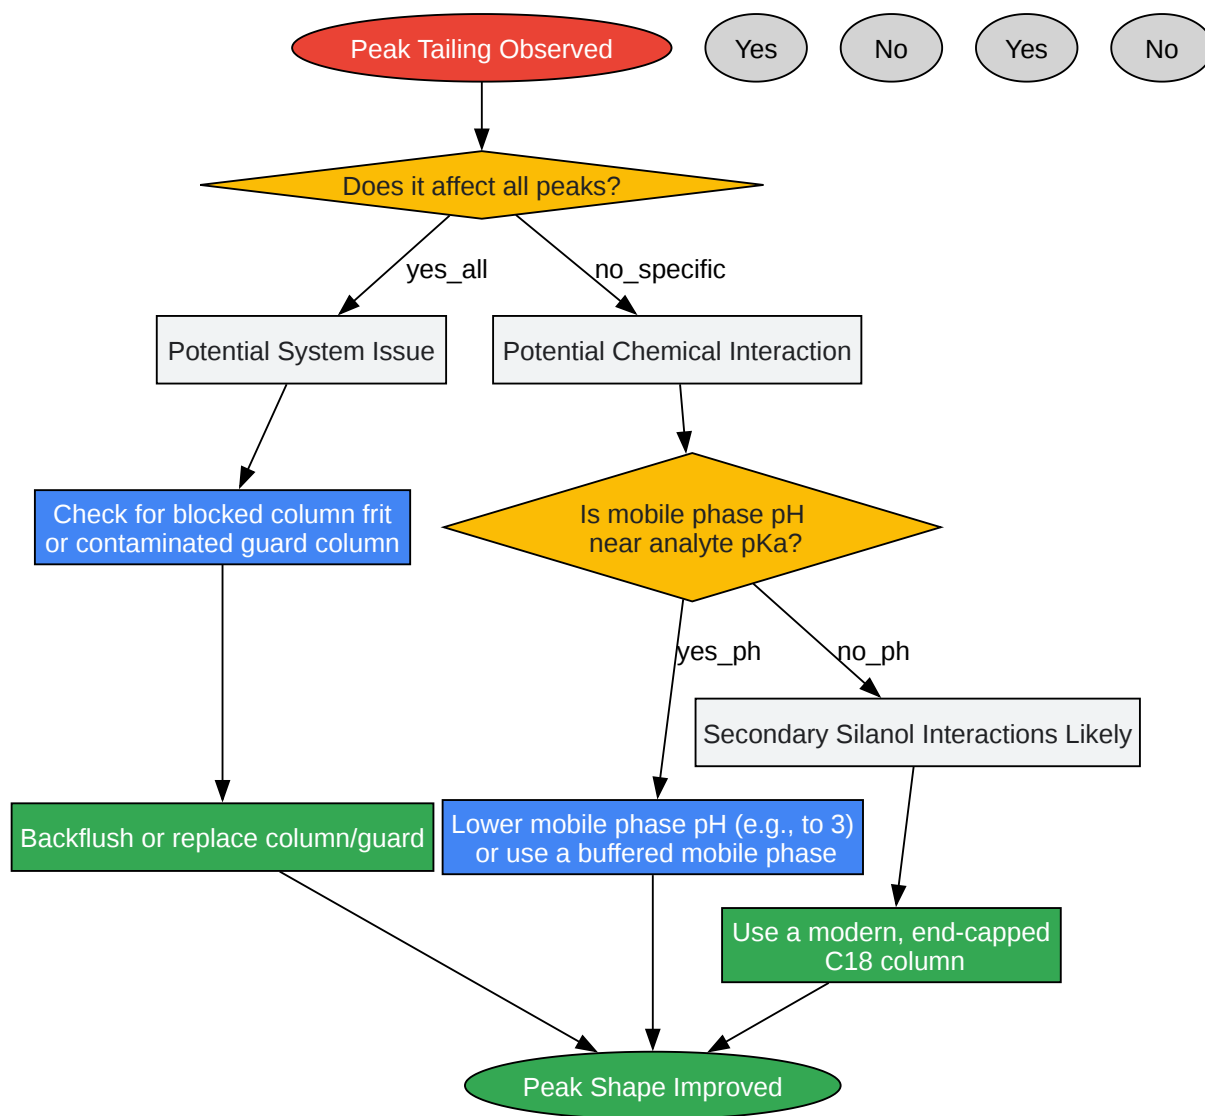 Peak Tailing Observed
Yes
No
Yes
No
Does it affect all peaks?
yes_all
no_specific
Potential System Issue
Potential Chemical Interaction
Check for blocked column frit
or contaminated guard column
Is mobile phase pH
near analyte pKa?
yes_ph
no_ph
Secondary Silanol Interactions Likely
Backflush or replace column/guard
Lower mobile phase pH (e.g., to 3)
or use a buffered mobile phase
Use a modern, end-capped
C18 column
Peak Shape Improved